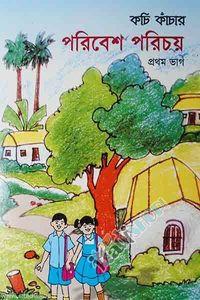 কচি কাঁচার
পরিবেশ পরিচয়
প্রথম ভাগ